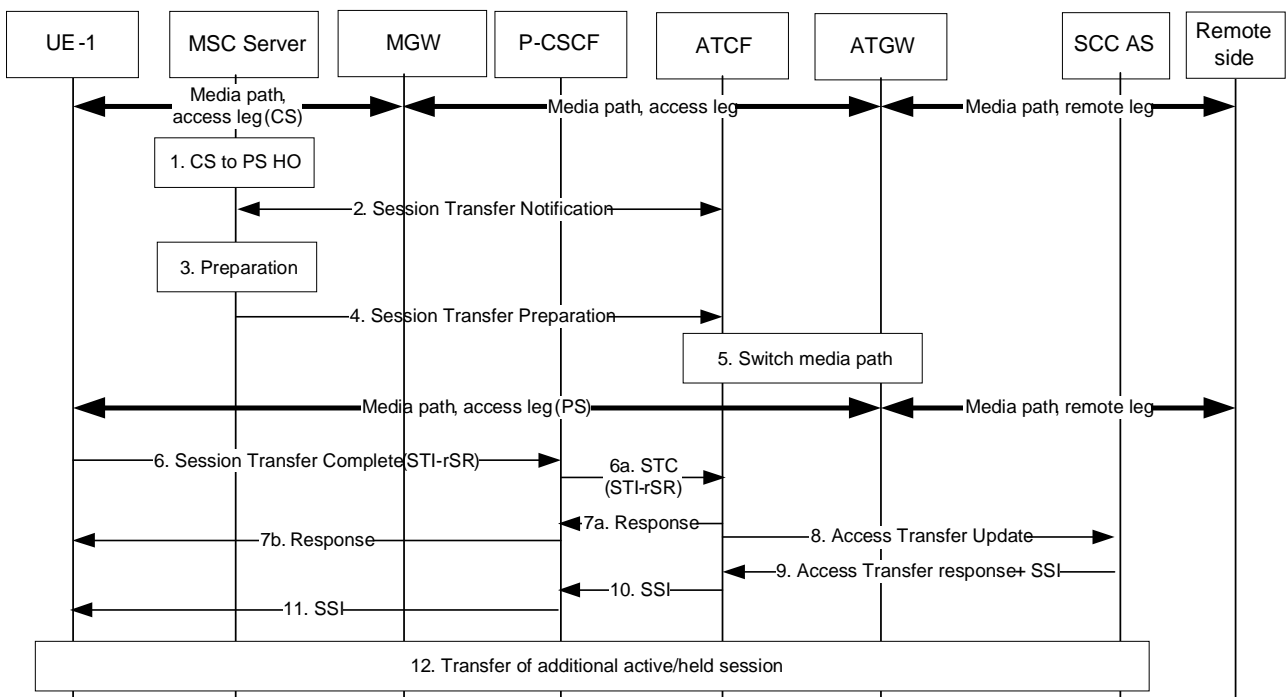 UE-1
MSC Server
MGW
P-CSCF
ATCF
ATGW
SCC AS
Remote
side
Media path,
access leg (CS)
Media path, access leg
Media path, remote leg
1. CS to PS HO
2. Session Transfer Notification
3. Preparation
4. Session Transfer Preparation
5. Switch media path
Media path, access leg (PS)
Media path, remote leg
6. Session Transfer Complete(STI-rSR)
6a. STC
(STI-rSR)
7a. Response
7b. Response
8. Access Transfer Update
9. Access Transfer response+ SSI
10. SSI
11. SSI
12. Transfer of additional active/held session